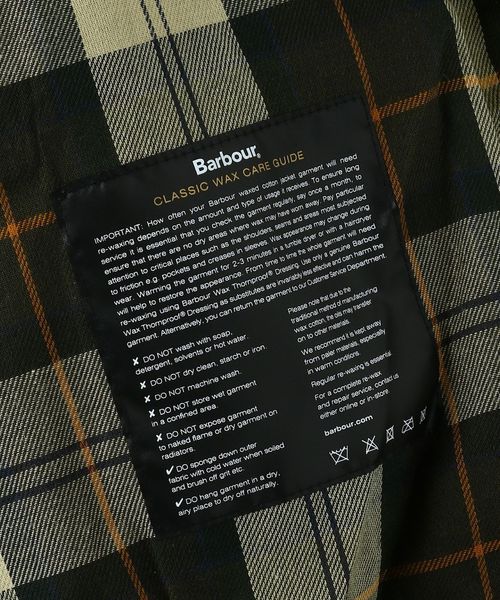 Barbour®
CLASSIC WAX CARE GUIDE
IMPORTANT: How often your Barbour waxed cotton jacket garment will need
re-waxing depends on the amount and type of usage it receives. To ensure long
service it is essential that you check the garment regularly, say once a month, to
ensure that there are no dry areas where wax may have worn away. Pay particular
attention to critical places such as the shoulders, seams and areas most subjected
to friction e.g. pockets and creases in sleeves. Wax appearance may change during
wear. Warming the garment for 2-3 minutes in a tumble dryer or with a hairdryer
will help to restore the appearance. From time to time the whole garment will need
re-waxing using Barbour Wax Thornproof® Dressing (use only a genuine Barbour
Wax Thornproof® Dressing as substitutes are invariably less effective and can harm the
garment. Alternatively, you can return the garment to our Customer Service Department.
✗ DO NOT wash with soap,
detergent, solvents or hot water.
✗ DO NOT dry clean, starch or iron.
✗ DO NOT machine wash.
✗ DO NOT store wet garment
in a confined area.
✗ DO NOT expose garment
to naked flame or dry garment on
radiators.
✓ DO sponge down outer
fabric with cold water when soiled
and brush off grit etc.
✓ DO hang garment in a dry,
airy place to dry off naturally.
Please note that due to the
traditional method of manufacturing
wax cotton, the oils may transfer
on to other materials.
We recommend it is kept away
from paler materials, especially
in warm conditions.
Regular re-waxing is essential.
For a complete re-wax
and repair service, contact us
either online or in-store.
barbour.com